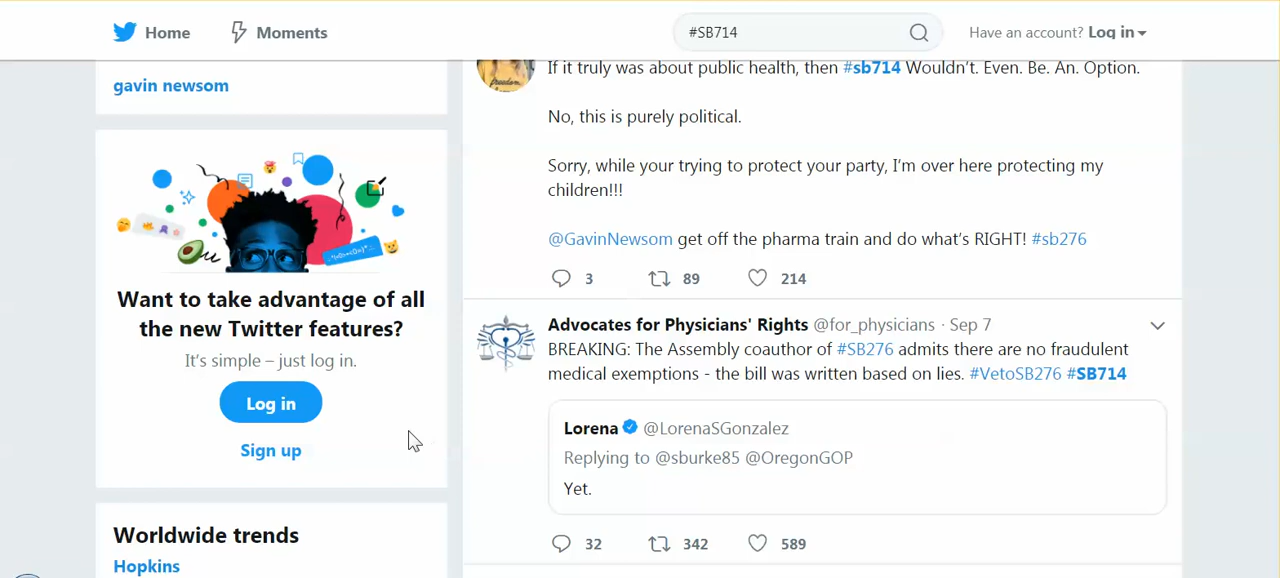 Home
Moments
#SB714
Have an account? Log in
gavin newsom
Want to take advantage of all
the new Twitter features?
It's simple – just log in.
Log in
Sign up
Worldwide trends
Hopkins
If it truly was about public health, then #sb714 Wouldn't. Even. Be. An. Option.
No, this is purely political.
Sorry, while your trying to protect your party, I'm over here protecting my
children!!!
@GavinNewsom get off the pharma train and do what's RIGHT! #sb276
3 89 214
Advocates for Physicians' Rights @for_physicians · Sep 7
BREAKING: The Assembly coauthor of #SB276 admits there are no fraudulent
medical exemptions - the bill was written based on lies. #VetoSB276 #SB714
Lorena @LorenaSGonzalez
Replying to @sburke85 @OregonGOP
Yet.
32 342 589